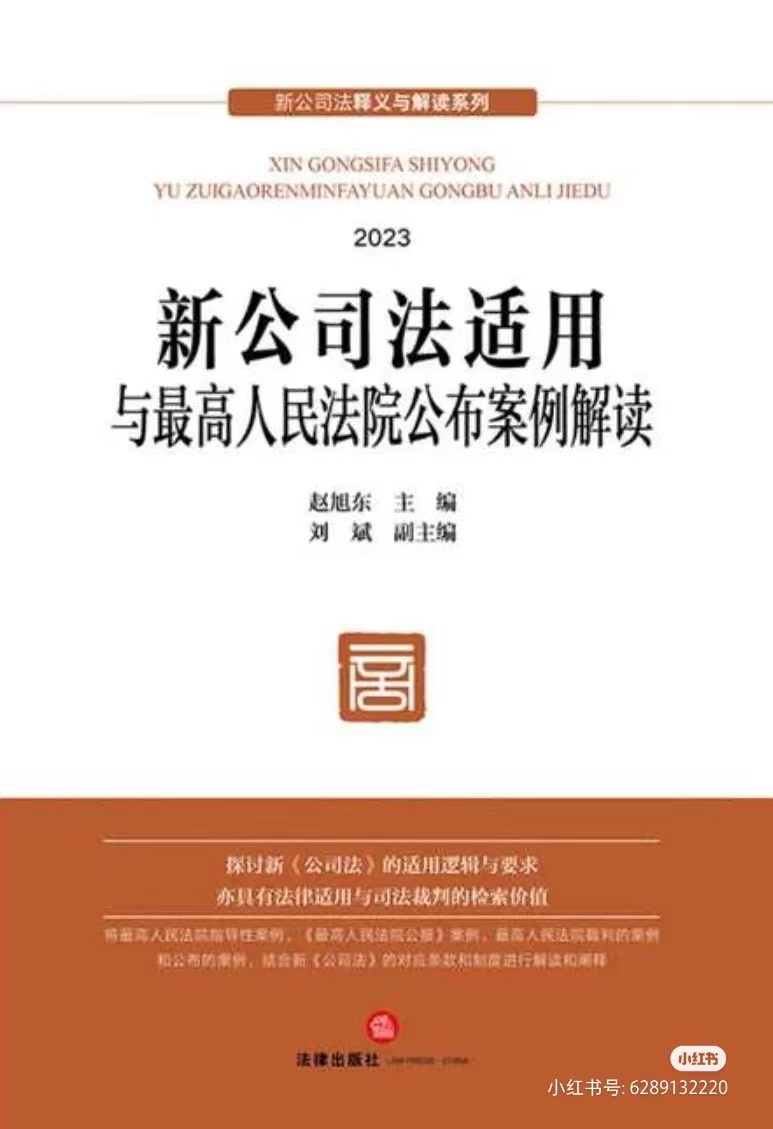 新公司法释义与解读系列
XIN GONGSIFA SHIYONG
YU ZUIGAORENMINFAYUAN GONGBU ANLI JIEDU
2023
新公司法适用
与最高人民法院公布案例解读
赵旭东 主 编
刘 斌 副主编
探讨新《公司法》的适用逻辑与要求
亦具有法律适用与司法裁判的检索价值
将最高人民法院指导性案例、《最高人民法院公报》案例、最高人民法院裁判的案例
和公布的案例，结合新《公司法》的对应条款和制度进行解读和阐释
法律出版社 LAW PRESS · CHINA
小红书
小红书号: 6289132220